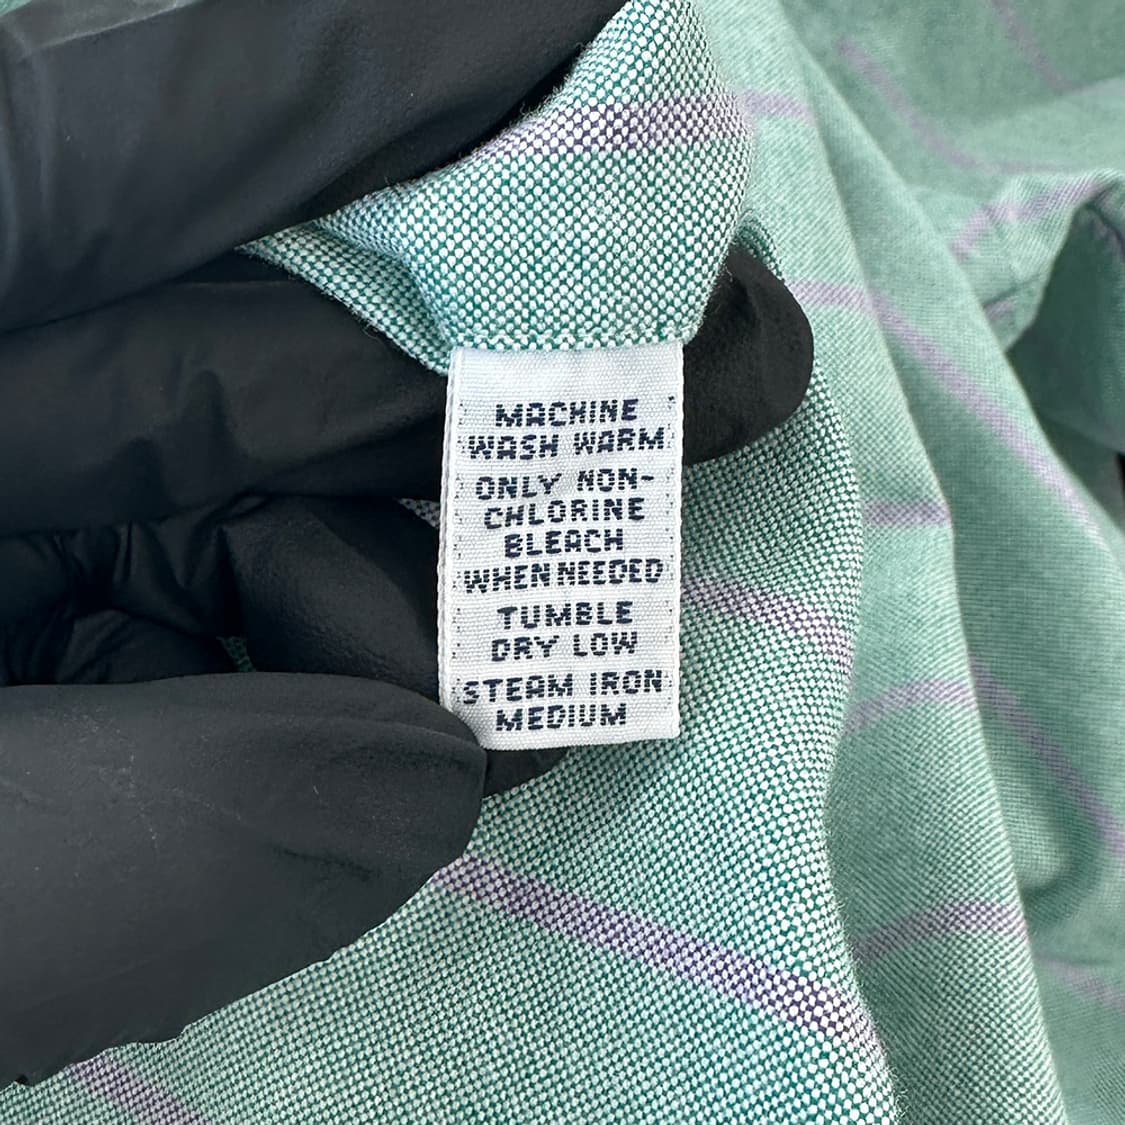 MACHINE
WASH WARM
ONLY NON-
CHLORINE
BLEACH
WHEN NEEDED
TUMBLE
DRY LOW
STEAM IRON
MEDIUM